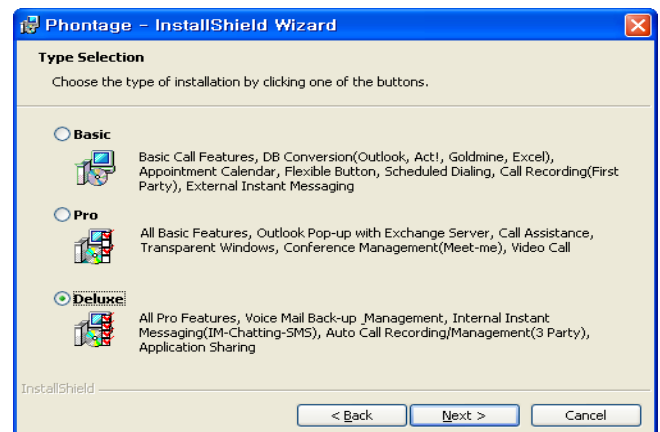 Phontage - InstallShield Wizard
Type Selection
Choose the type of installation by clicking one of the buttons.
Basic
Basic Call Features, DB Conversion(Outlook, Act!, Goldmine, Excel),
Appointment Calendar, Flexible Button, Scheduled Dialing, Call Recording(First
Party), External Instant Messaging
Pro
All Basic Features, Outlook Pop-up with Exchange Server, Call Assistance,
Transparent Windows, Conference Management(Meet-me), Video Call
Deluxe
All Pro Features, Voice Mail Back-up _Management, Internal Instant
Messaging(IM-Chatting-SMS), Auto Call Recording/Management(3 Party),
Application Sharing
InstallShield
< Back Next > Cancel